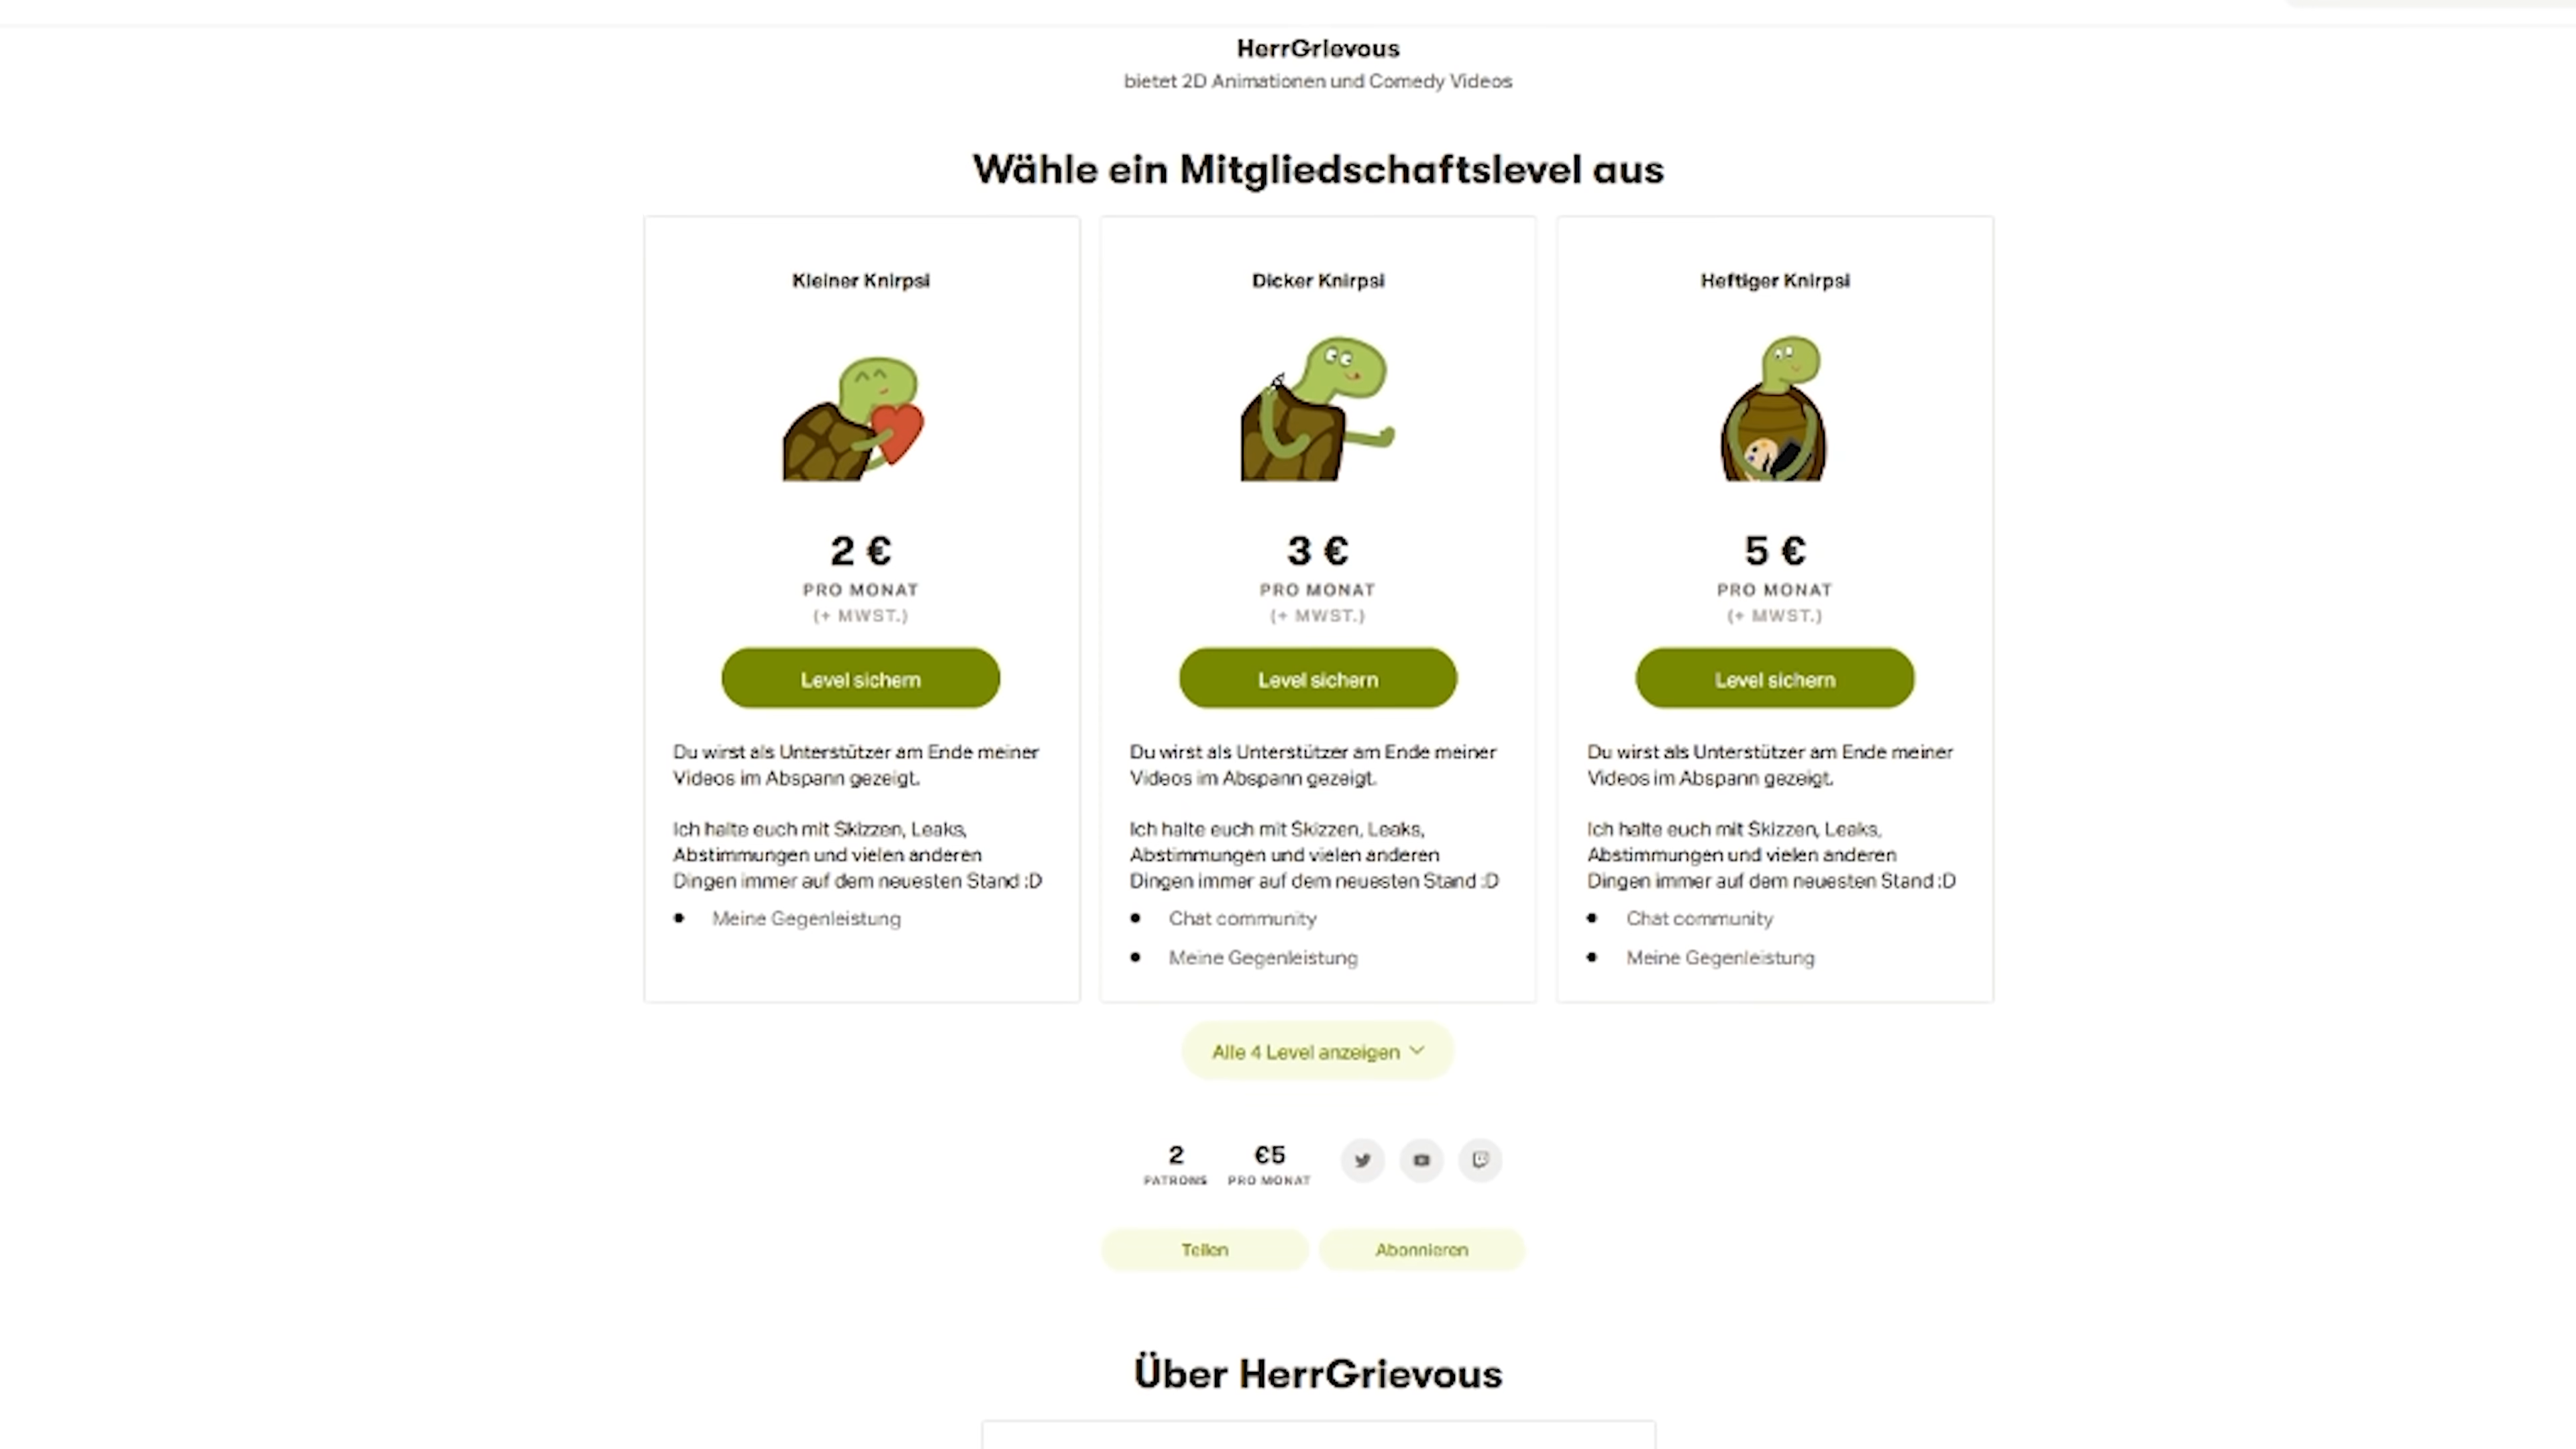 HerrGrievous
bietet 2D Animationen und Comedy Videos
Wähle ein Mitgliedschaftslevel aus
Kleiner Knirpsi
2 €
PRO MONAT
(+ MWST.)
Level sichern
Du wirst als Unterstützer am Ende meiner
Videos im Abspann gezeigt.
Ich halte euch mit Skizzen, Leaks,
Abstimmungen und vielen anderen
Dingen immer auf dem neuesten Stand :D
Meine Gegenleistung
Dicker Knirpsi
3 €
PRO MONAT
(+ MWST.)
Level sichern
Du wirst als Unterstützer am Ende meiner
Videos im Abspann gezeigt.
Ich halte euch mit Skizzen, Leaks,
Abstimmungen und vielen anderen
Dingen immer auf dem neuesten Stand :D
Chat community
Meine Gegenleistung
Heftiger Knirpsi
5 €
PRO MONAT
(+ MWST.)
Level sichern
Du wirst als Unterstützer am Ende meiner
Videos im Abspann gezeigt.
Ich halte euch mit Skizzen, Leaks,
Abstimmungen und vielen anderen
Dingen immer auf dem neuesten Stand :D
Chat community
Meine Gegenleistung
Alle 4 Level anzeigen
2
PATRONS
€5
PRO MONAT
Teilen
Abonnieren
Über HerrGrievous